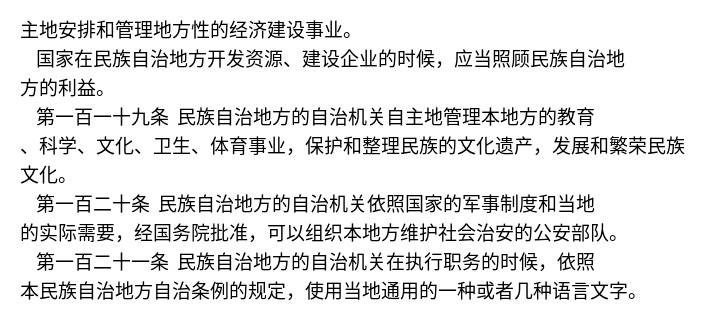 主地安排和管理地方性的经济建设事业。
国家在民族自治地方开发资源、建设企业的时候，应当照顾民族自治地
方的利益。
第一百一十九条 民族自治地方的自治机关自主地管理本地方的教育
、科学、文化、卫生、体育事业，保护和整理民族的文化遗产，发展和繁荣民族
文化。
第一百二十条 民族自治地方的自治机关依照国家的军事制度和当地
的实际需要，经国务院批准，可以组织本地方维护社会治安的公安部队。
第一百二十一条 民族自治地方的自治机关在执行职务的时候，依照
本民族自治地方自治条例的规定，使用当地通用的一种或者几种语言文字。